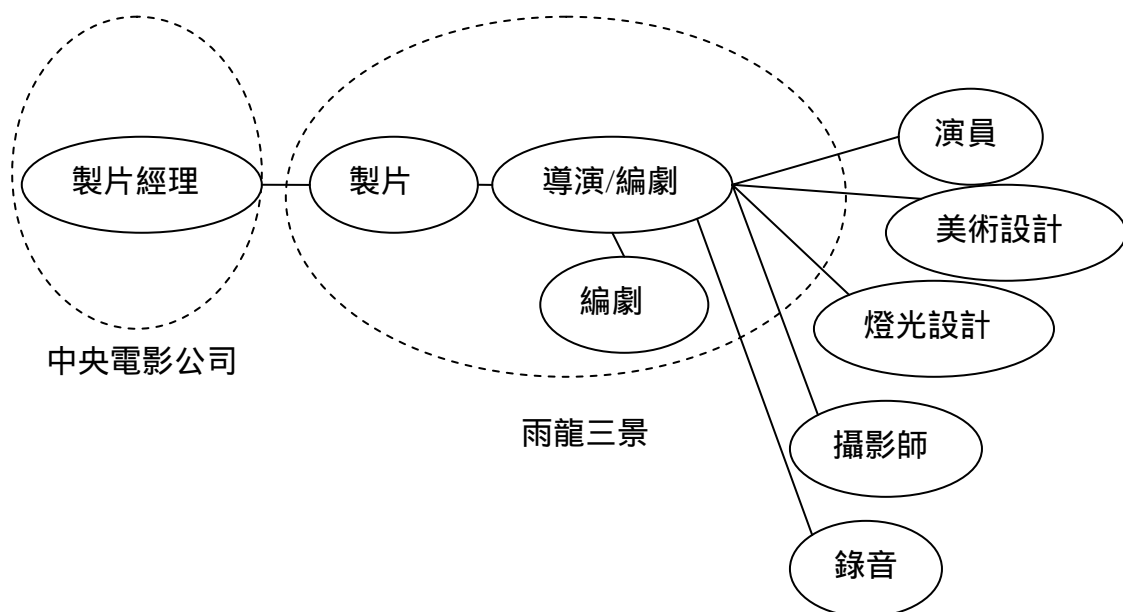 演員
製片經理
製片
導演/編劇
美術設計
編劇
燈光設計
中央電影公司
雨龍三景
攝影師
錄音